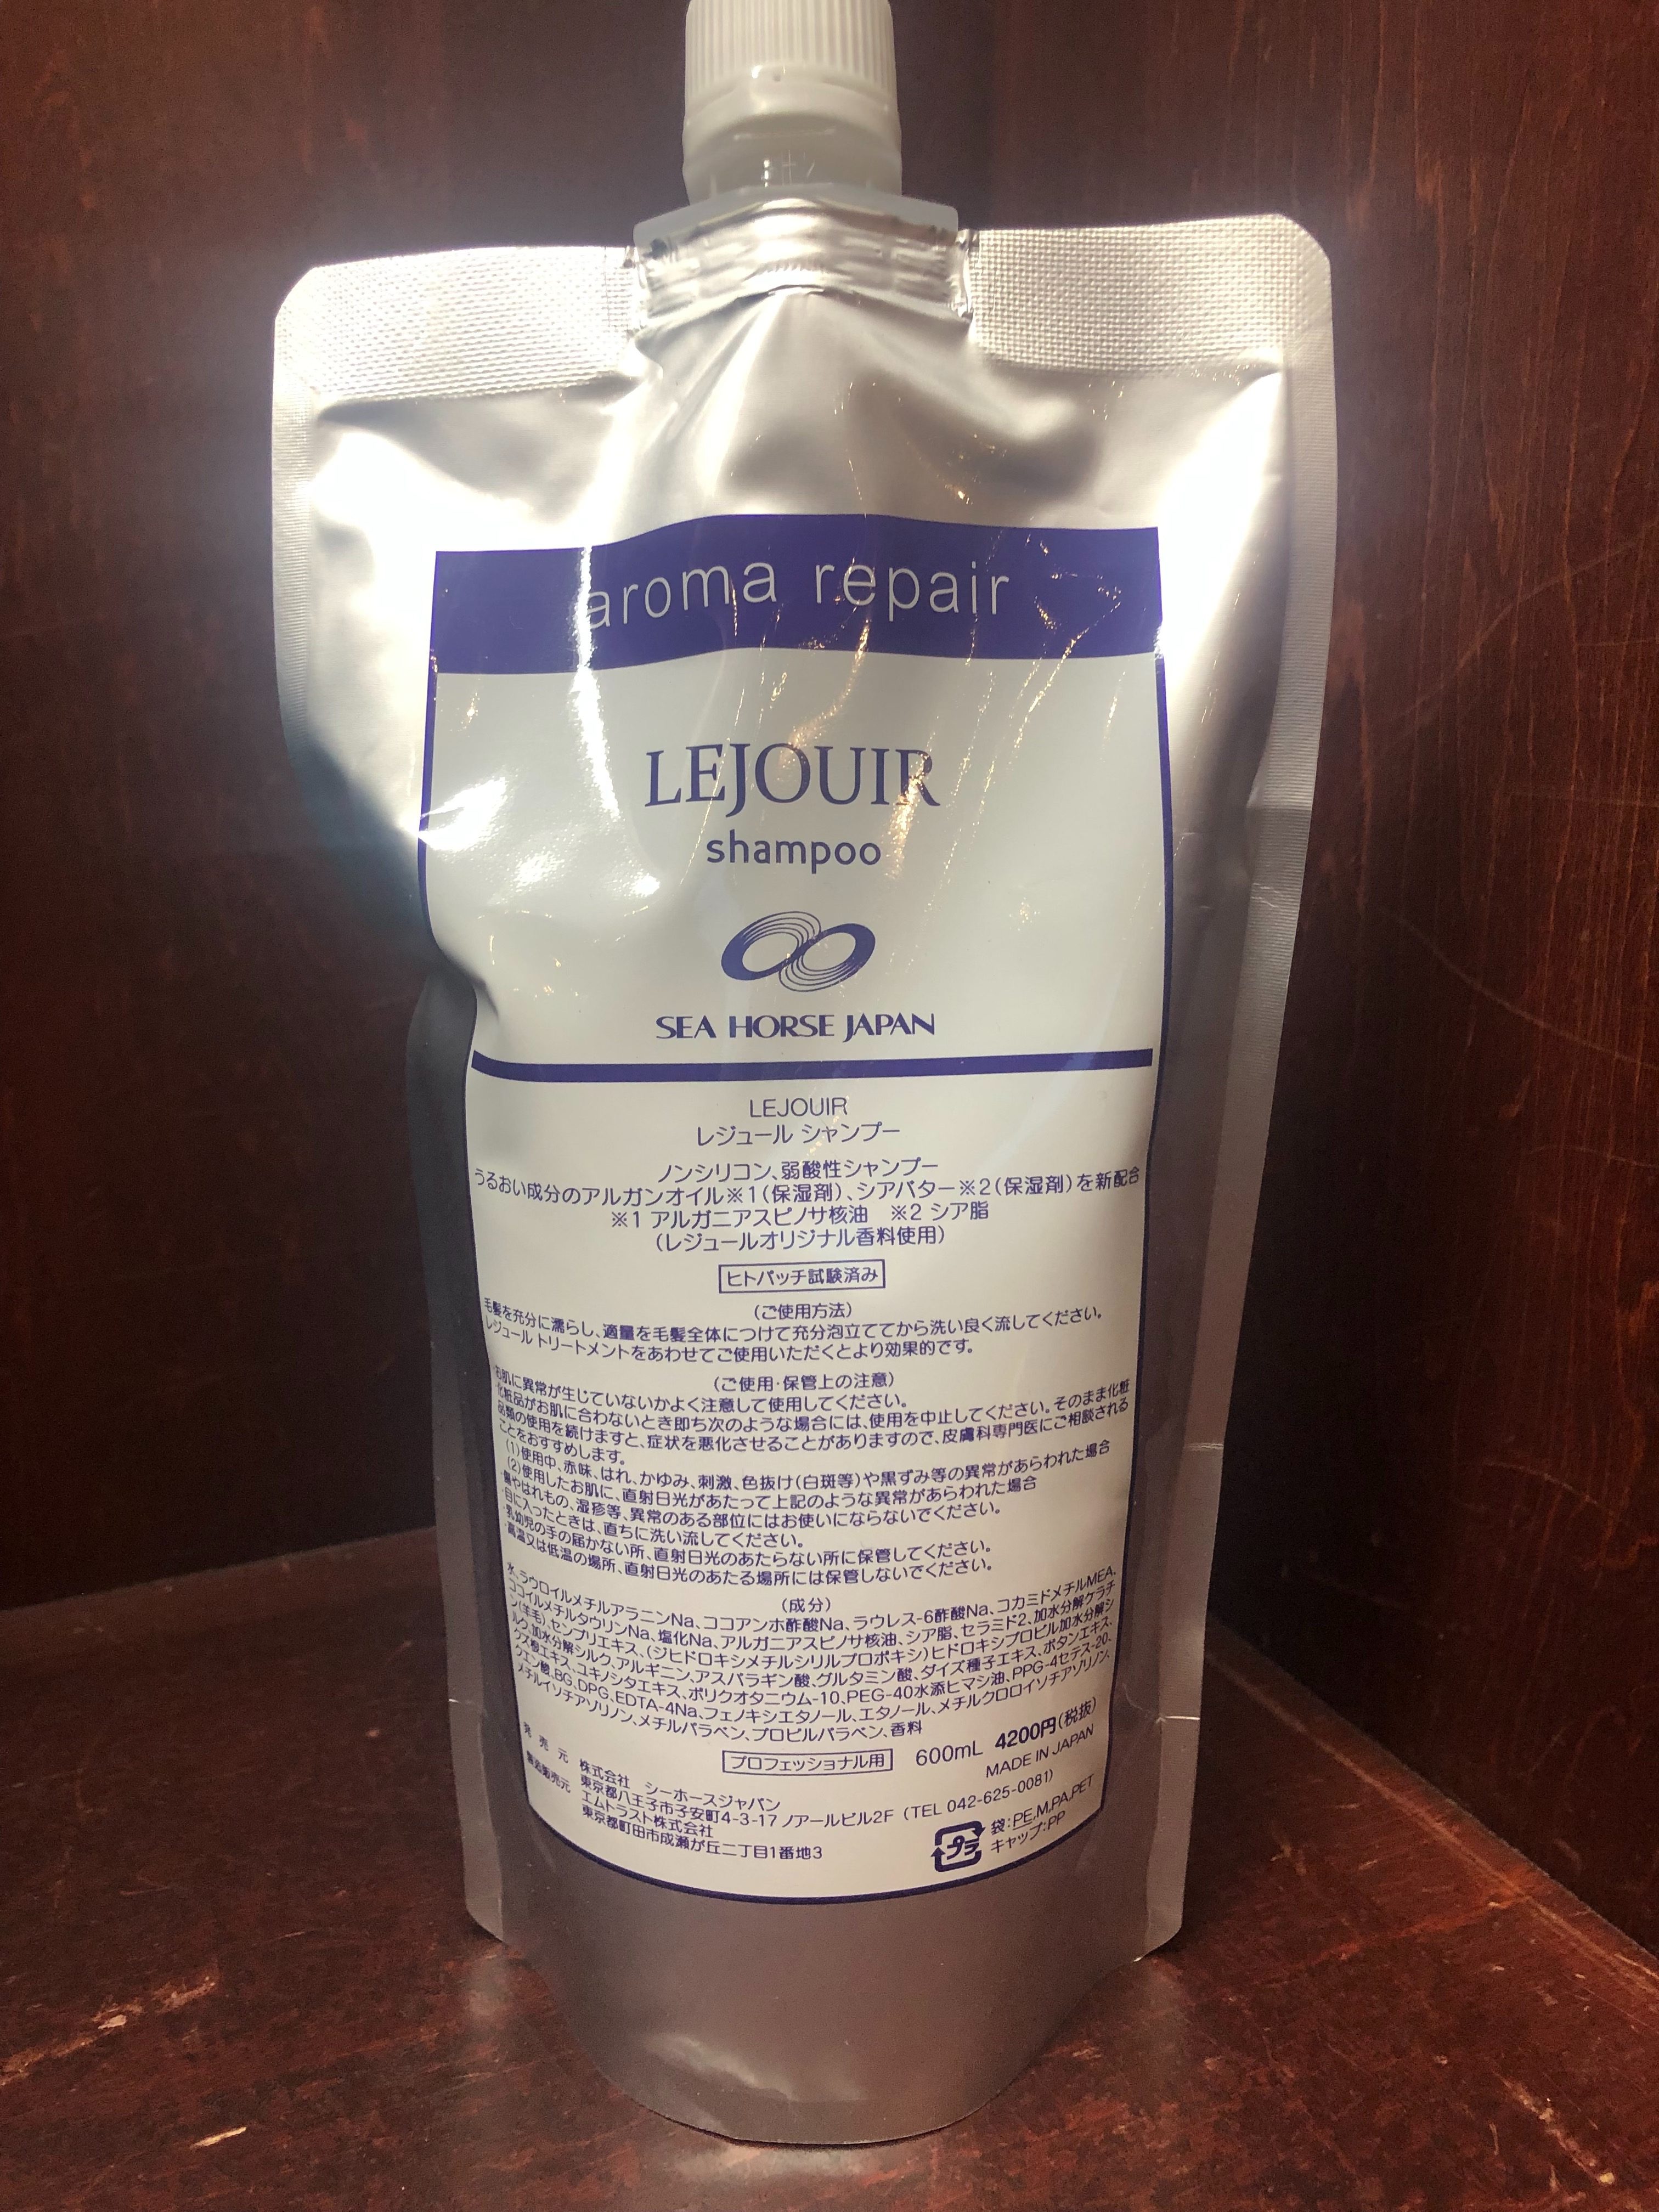 aroma repair
LEJOUIR
shampoo
SEA HORSE JAPAN
LEJOUIR
レジュール シャンプー
ノンシリコン、弱酸性シャンプー
うるおい成分のアルガンオイル※1(保湿剤)、シアバター※2(保湿剤)を新配合
※1 アルガニアスピノサ核油 ※2 シア脂
(レジュールオリジナル香料使用)
ヒトパッチ試験済み
(ご使用方法)
毛髪を充分に濡らし、適量を毛髪全体につけて充分泡立ててから洗い良く流してください。
レジュール トリートメントをあわせてご使用いただくとより効果的です。
(ご使用・保管上の注意)
・お肌に異常が生じていないかよく注意して使用してください。
・化粧品がお肌に合わないとき即ち次のような場合には、使用を中止してください。そのまま化粧
品類の使用を続けますと、症状を悪化させることがありますので、皮膚科専門医にご相談される
ことをおすすめします。
(1)使用中、赤味、はれ、かゆみ、刺激、色抜け(白斑等)や黒ずみ等の異常があらわれた場合
(2)使用したお肌に、直射日光があたって上記のような異常があらわれた場合
・傷やはれもの、湿疹等、異常のある部位にはお使いにならないでください。
・目に入ったときは、直ちに洗い流してください。
・乳幼児の手の届かない所、直射日光のあたらない所に保管してください。
・高温又は低温の場所、直射日光のあたる場所には保管しないでください。
(成分)
水、ラウロイルメチルアラニンNa、ココアンホ酢酸Na、ラウレス-6酢酸Na、コカミドメチルMEA、
ココイルメチルタウリンNa、塩化Na、アルガニアスピノサ核油、シア脂、セラミド2、加水分解ケラチ
ン(羊毛)、センブリエキス、(ジヒドロキシメチルシリルプロポキシ)ヒドロキシプロピル加水分解シ
ルク、加水分解シルク、アルギニン、アスパラギン酸、グルタミン酸、ダイズ種子エキス、ボタンエキス、
クズ根エキス、ユキノシタエキス、ポリクオタニウム-10、PEG-40水添ヒマシ油、PPG-4セテス-20、
クエン酸、BG、DPG、EDTA-4Na、フェノキシエタノール、エタノール、メチルクロロイソチアゾリノン、
メチルイソチアゾリノン、メチルパラベン、プロピルパラベン、香料
プロフェッショナル用 600mL 4200円(税抜)
MADE IN JAPAN
発 売 元 株式会社 シーホースジャパン
東京都八王子市子安町4-3-17 ノアールビル2F (TEL 042-625-0081)
製造販売元 エムトラスト株式会社
東京都町田市成瀬が丘二丁目1番地3
プラ
袋:PE,M,PA,PET
キャップ:PP